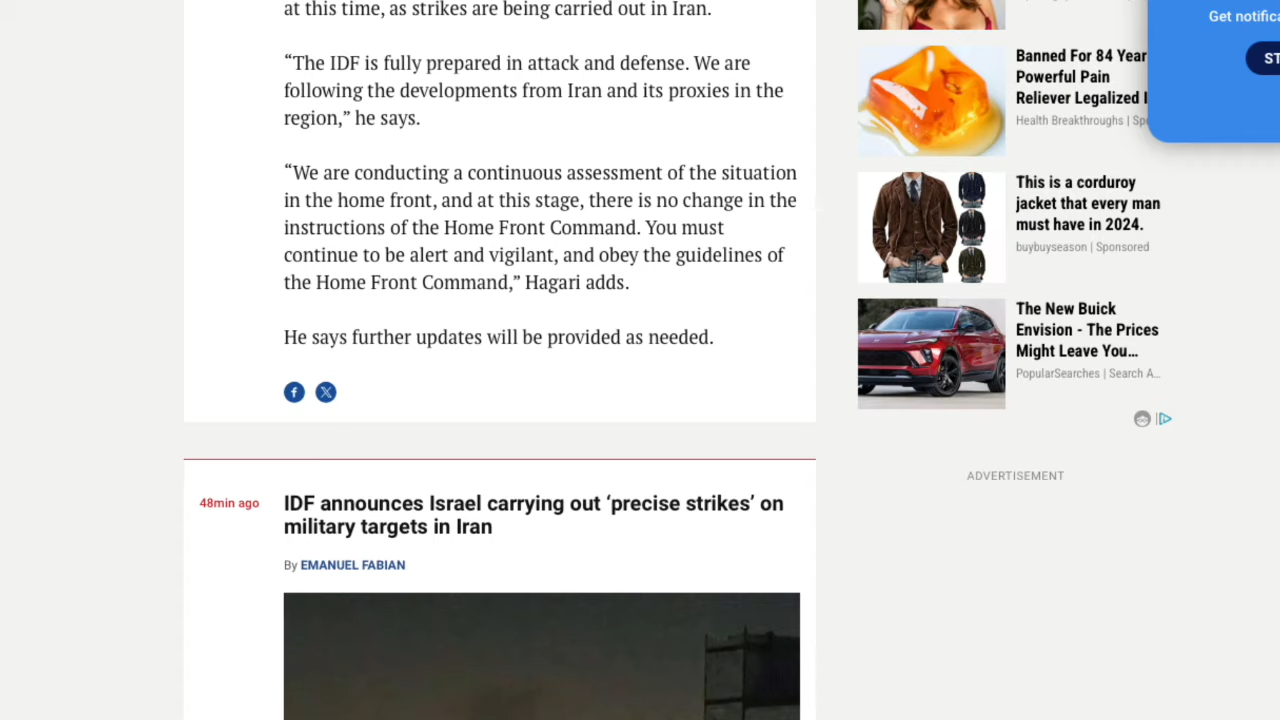 at this time, as strikes are being carried out in Iran.
“The IDF is fully prepared in attack and defense. We are
following the developments from Iran and its proxies in the
region,” he says.
“We are conducting a continuous assessment of the situation
in the home front, and at this stage, there is no change in the
instructions of the Home Front Command. You must
continue to be alert and vigilant, and obey the guidelines of
the Home Front Command,” Hagari adds.
He says further updates will be provided as needed.
48min ago
IDF announces Israel carrying out ‘precise strikes’ on
military targets in Iran
By EMANUEL FABIAN
Get notifica
ST
Banned For 84 Year
Powerful Pain
Reliever Legalized I
Health Breakthroughs | Spo
This is a corduroy
jacket that every man
must have in 2024.
buybuyseason | Sponsored
The New Buick
Envision - The Prices
Might Leave You…
PopularSearches | Search A…
ADVERTISEMENT